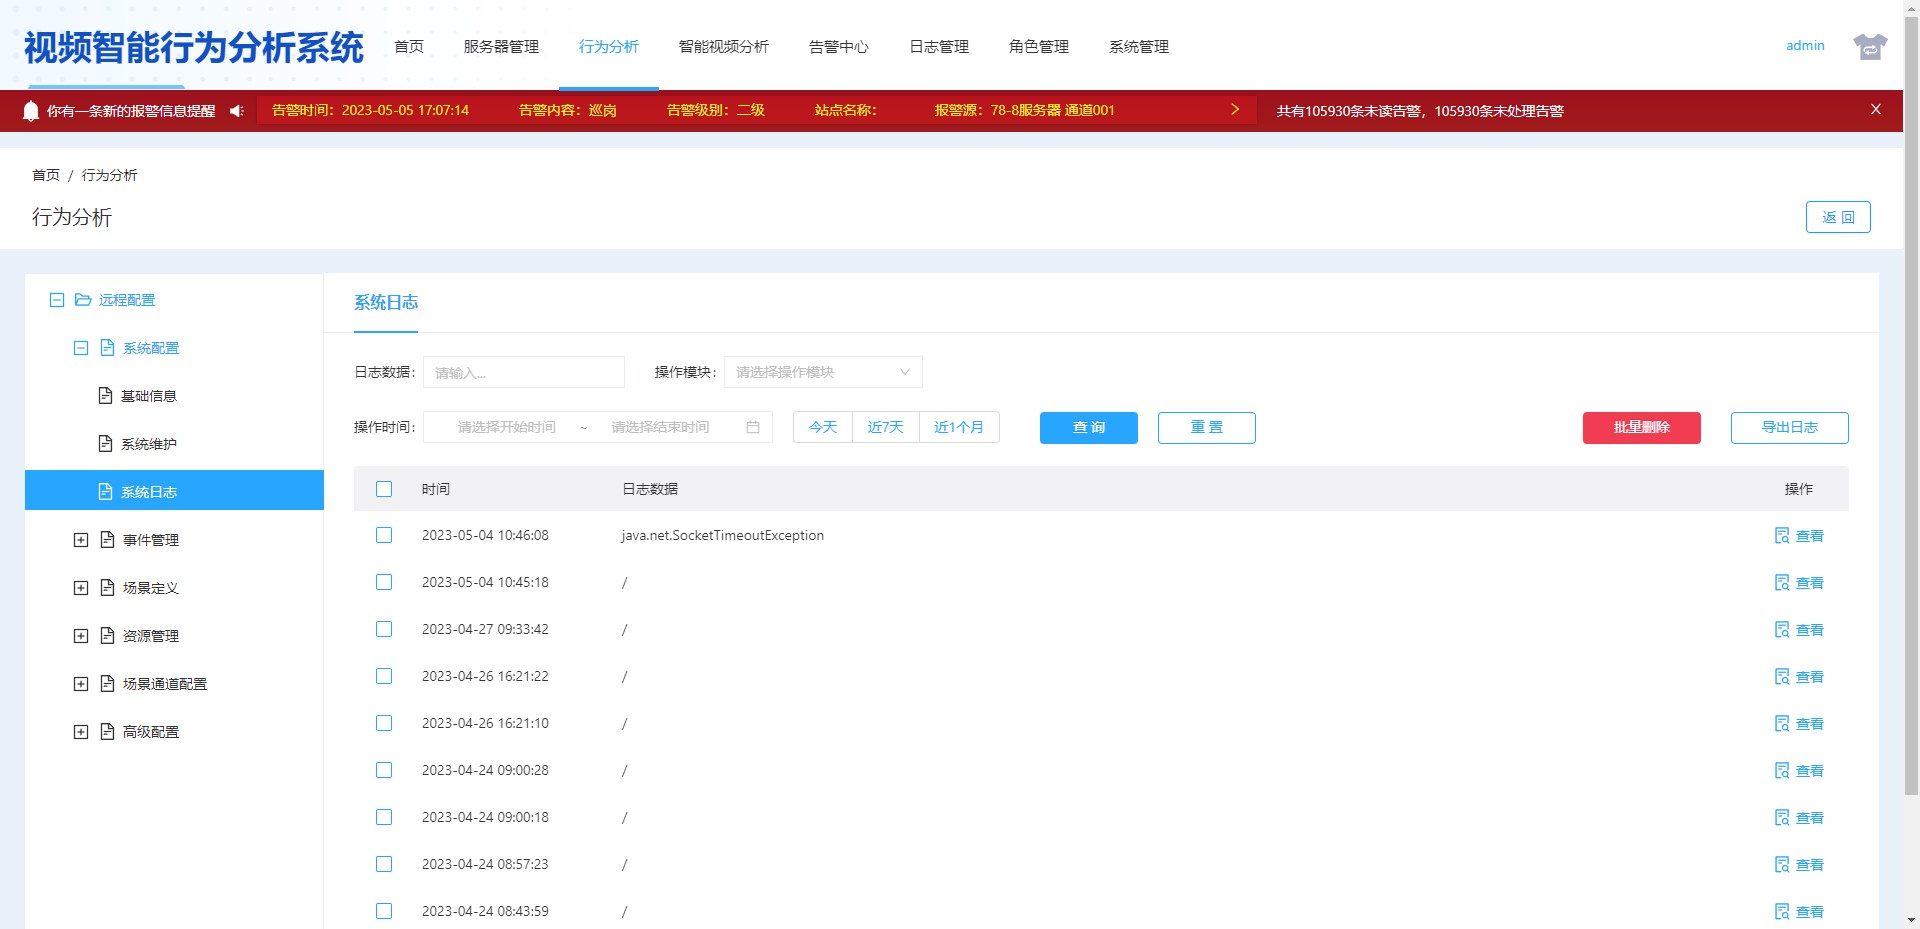 视频智能行为分析系统 首页 服务器管理 行为分析 智能视频分析 告警中心 日志管理 角色管理 系统管理 admin
你有一条新的报警信息提醒 告警时间：2023-05-05 17:07:14 告警内容：巡岗 告警级别：二级 站点名称： 报警源：78-8服务器 通道001 共有105930条未读告警，105930条未处理告警 X
首页 / 行为分析
行为分析
返 回
远程配置
系统配置
基础信息
系统维护
系统日志
事件管理
场景定义
资源管理
场景通道配置
高级配置
系统日志
日志数据： 请输入... 操作模块： 请选择操作模块
操作时间： 请选择开始时间 ~ 请选择结束时间 今天 近7天 近1个月 查 询 重 置 批量删除 导出日志
时间 日志数据 操作
2023-05-04 10:46:08 java.net.SocketTimeoutException 查看
2023-05-04 10:45:18 / 查看
2023-04-27 09:33:42 / 查看
2023-04-26 16:21:22 / 查看
2023-04-26 16:21:10 / 查看
2023-04-24 09:00:28 / 查看
2023-04-24 09:00:18 / 查看
2023-04-24 08:57:23 / 查看
2023-04-24 08:43:59 / 查看